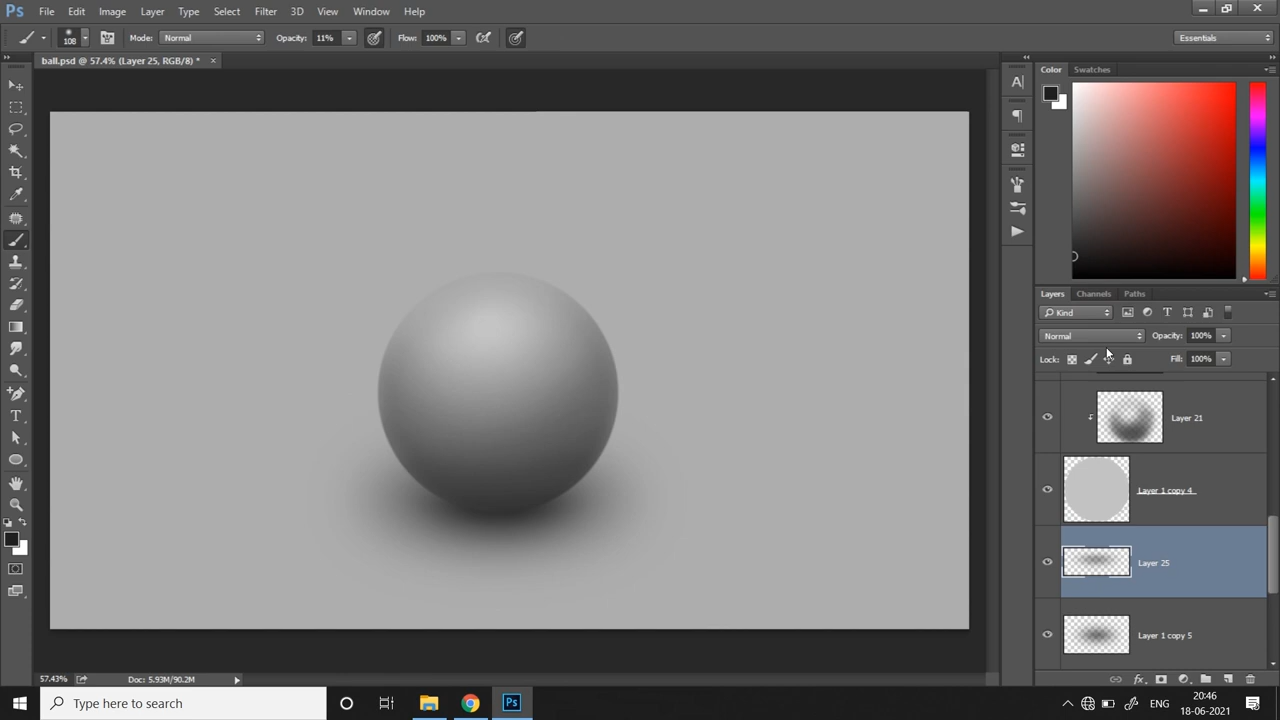 Ps File Edit Image Layer Type Select Filter 3D View Window Help
108 Mode: Normal Opacity: 11% Flow: 100% Essentials
ball.psd @ 57.4% (Layer 25, RGB/8) * ×
Color Swatches
Layers Channels Paths
Kind T
Normal Opacity: 100%
Lock: Fill: 100%
Layer 21
Layer 1 copy 4
Layer 25
Layer 1 copy 5
57.43% Doc: 5.93M/90.2M
fx
Type here to search Ps ENG 20:46
18-06-2021